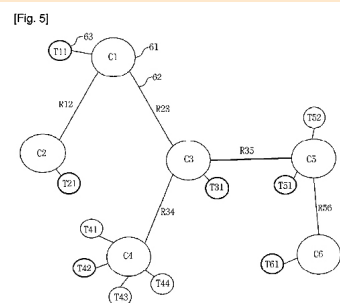 [Fig. 5]
63
T11
C1
61
62
R12
R23
T52
C2
R35
C3
C5
T21
T31
T51
R34
R56
T41
C4
C6
T42
T61
T44
T43